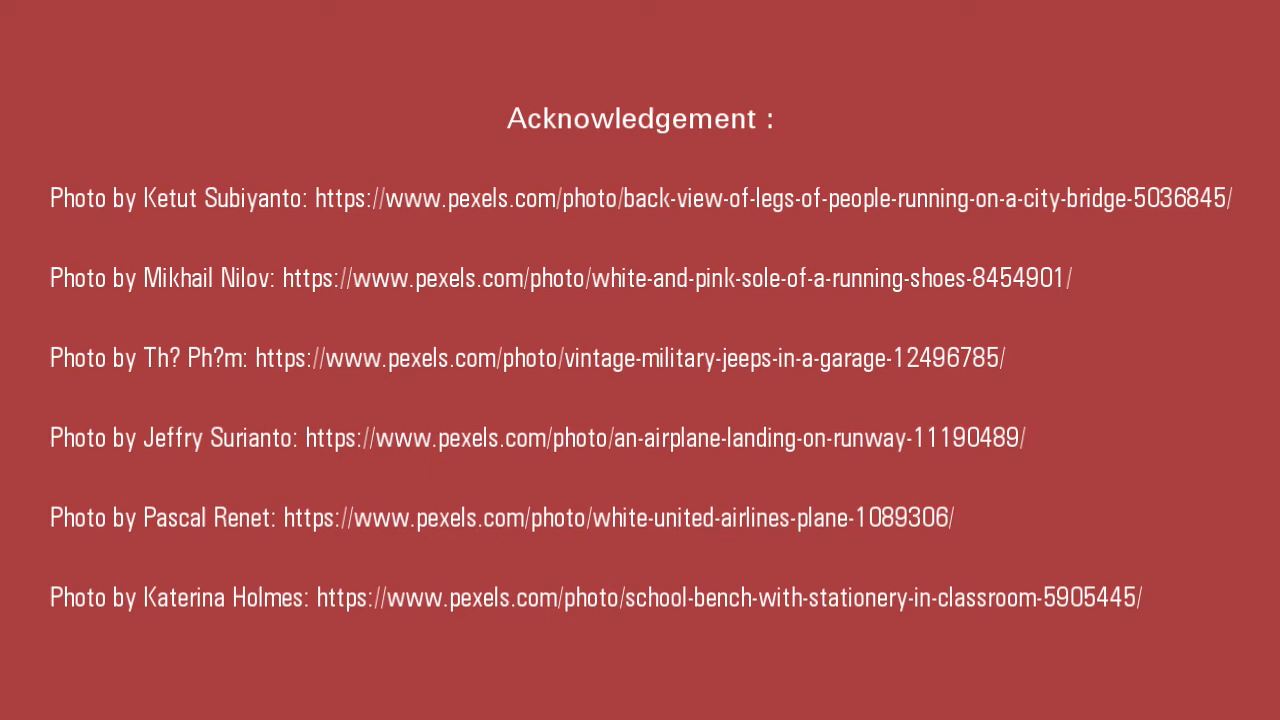 Acknowledgement :
Photo by Ketut Subiyanto: https://www.pexels.com/photo/back-view-of-legs-of-people-running-on-a-city-bridge-5036845/
Photo by Mikhail Nilov: https://www.pexels.com/photo/white-and-pink-sole-of-a-running-shoes-8454901/
Photo by Th? Ph?m: https://www.pexels.com/photo/vintage-military-jeeps-in-a-garage-12496785/
Photo by Jeffry Surianto: https://www.pexels.com/photo/an-airplane-landing-on-runway-11190489/
Photo by Pascal Renet: https://www.pexels.com/photo/white-united-airlines-plane-1089306/
Photo by Katerina Holmes: https://www.pexels.com/photo/school-bench-with-stationery-in-classroom-5905445/